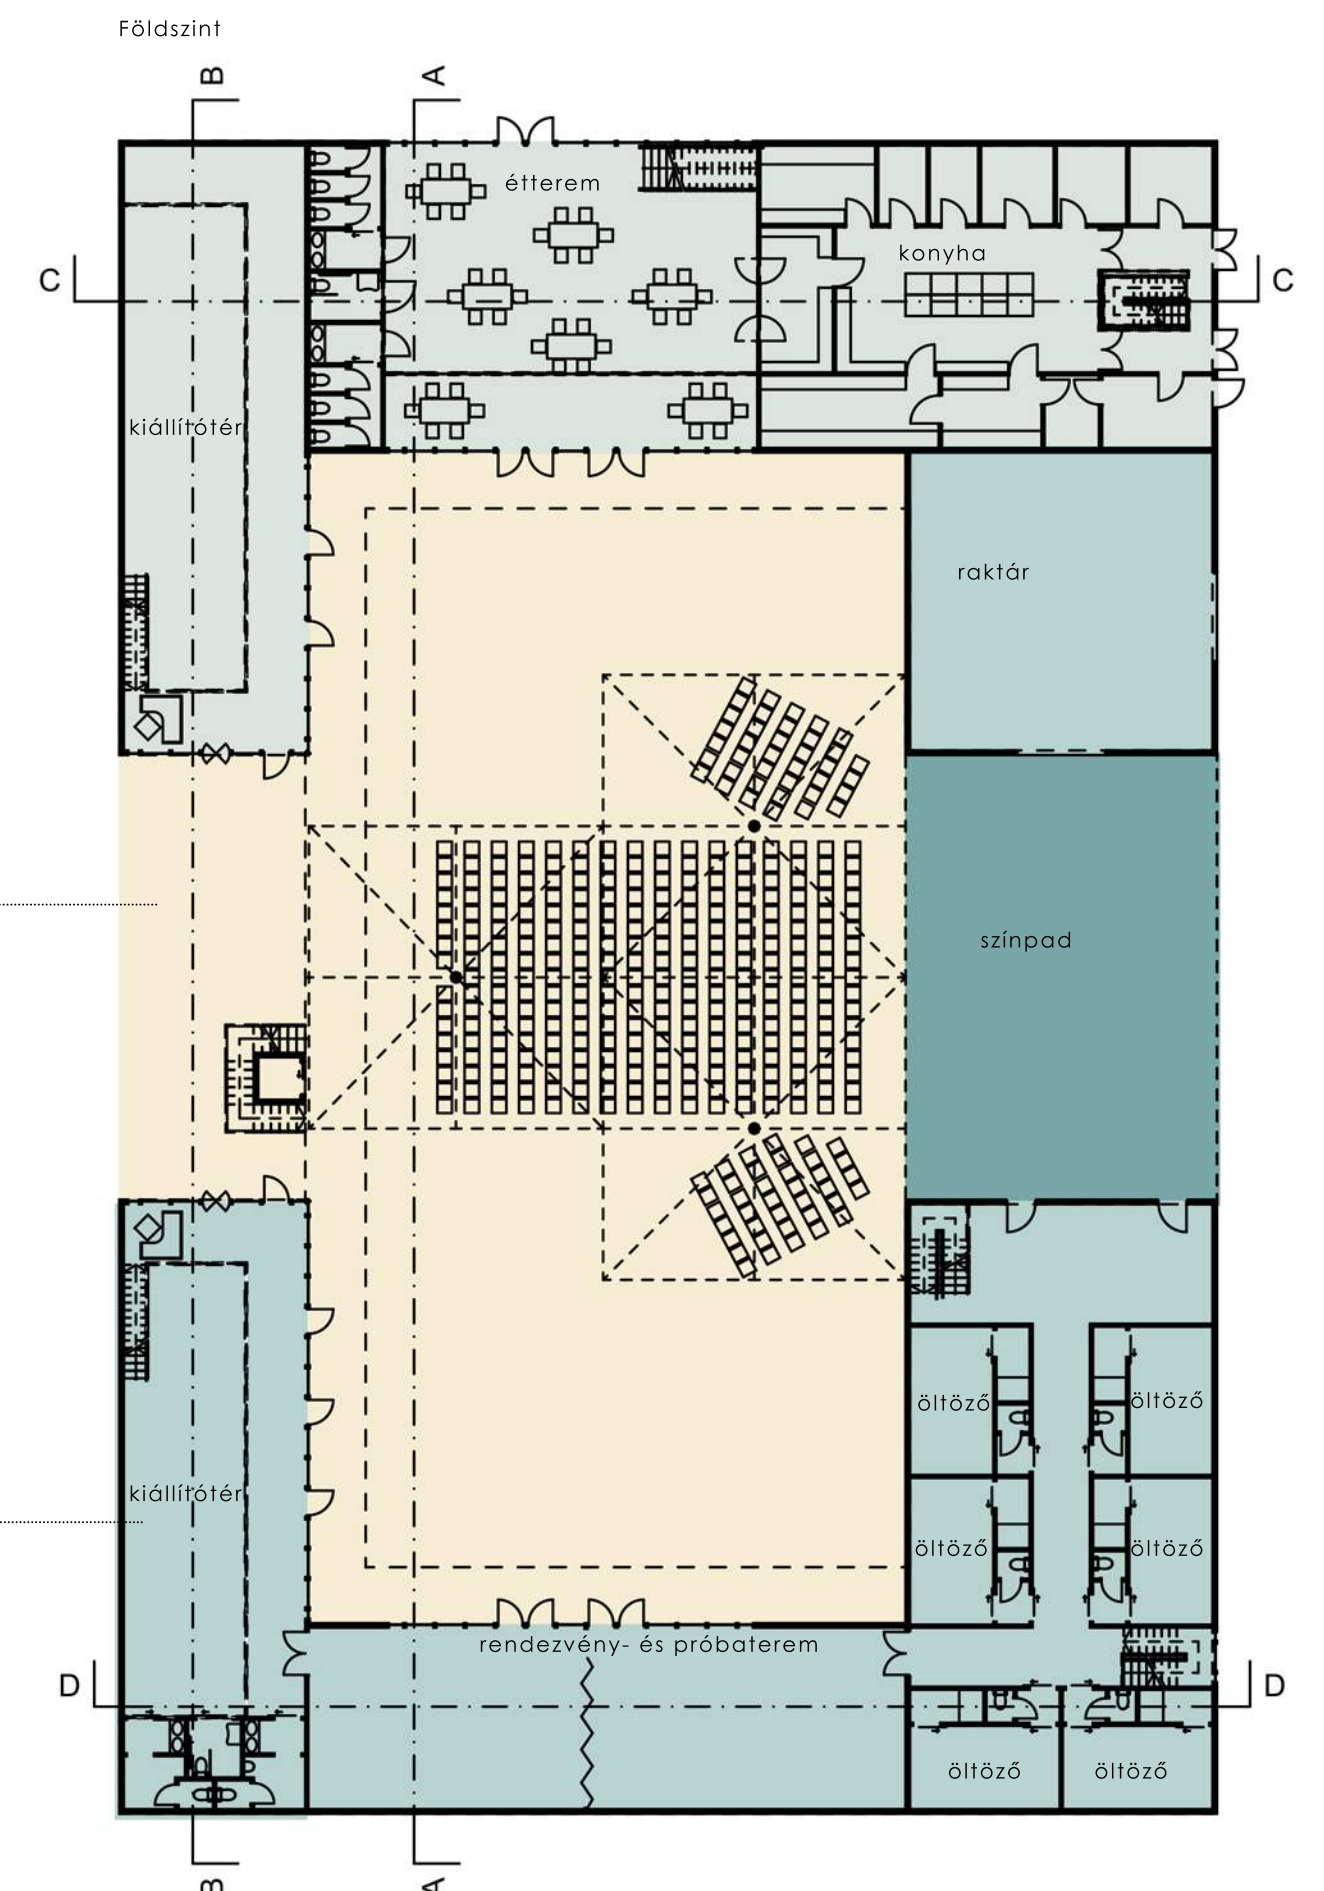 Földszint
B
A
étterem
konyha
C
C
kiállítótér
raktár
színpad
öltöző
öltöző
kiállítótér
öltöző
öltöző
rendezvény- és próbaterem
D
D
öltöző
öltöző
B
A